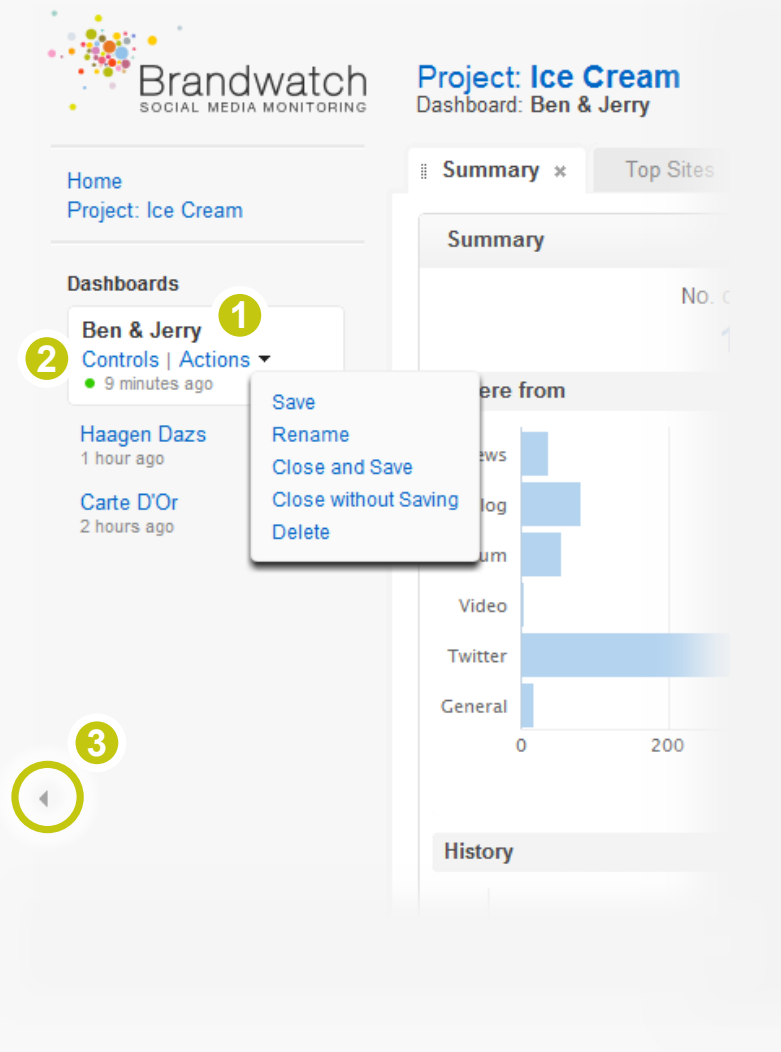 Brandwatch
SOCIAL MEDIA MONITORING
Project: Ice Cream
Dashboard: Ben & Jerry
Home
Project: Ice Cream
Summary ×
Top Sites
Summary
No.
Dashboards
1
Ben & Jerry
2
Controls | Actions
9 minutes ago
Save
Rename
Close and Save
Close without Saving
Delete
Haagen Dazs
1 hour ago
Carte D'Or
2 hours ago
from
Video
Twitter
General
0 200
3
History